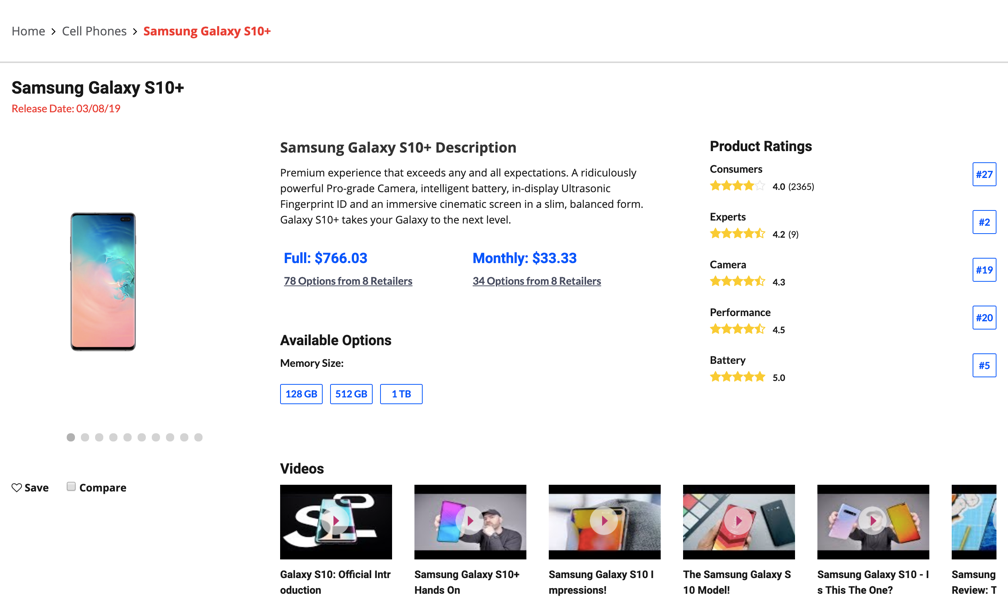 Home > Cell Phones > Samsung Galaxy S10+
Samsung Galaxy S10+
Release Date: 03/08/19
Samsung Galaxy S10+ Description
Premium experience that exceeds any and all expectations. A ridiculously
powerful Pro-grade Camera, intelligent battery, in-display Ultrasonic
Fingerprint ID and an immersive cinematic screen in a slim, balanced form.
Galaxy S10+ takes your Galaxy to the next level.
Full: $766.03
78 Options from 8 Retailers
Monthly: $33.33
34 Options from 8 Retailers
Available Options
Memory Size:
128 GB
512 GB
1 TB
Product Ratings
Consumers
4.0 (2365)
#27
Experts
4.2 (9)
#2
Camera
4.3
#19
Performance
4.5
#20
Battery
5.0
#5
Save
Compare
Videos
Galaxy S10: Official Intr
oduction
Samsung Galaxy S10+
Hands On
Samsung Galaxy S10 I
mpressions!
The Samsung Galaxy S
10 Model!
Samsung Galaxy S10 - I
s This The One?
Samsung
Review: T